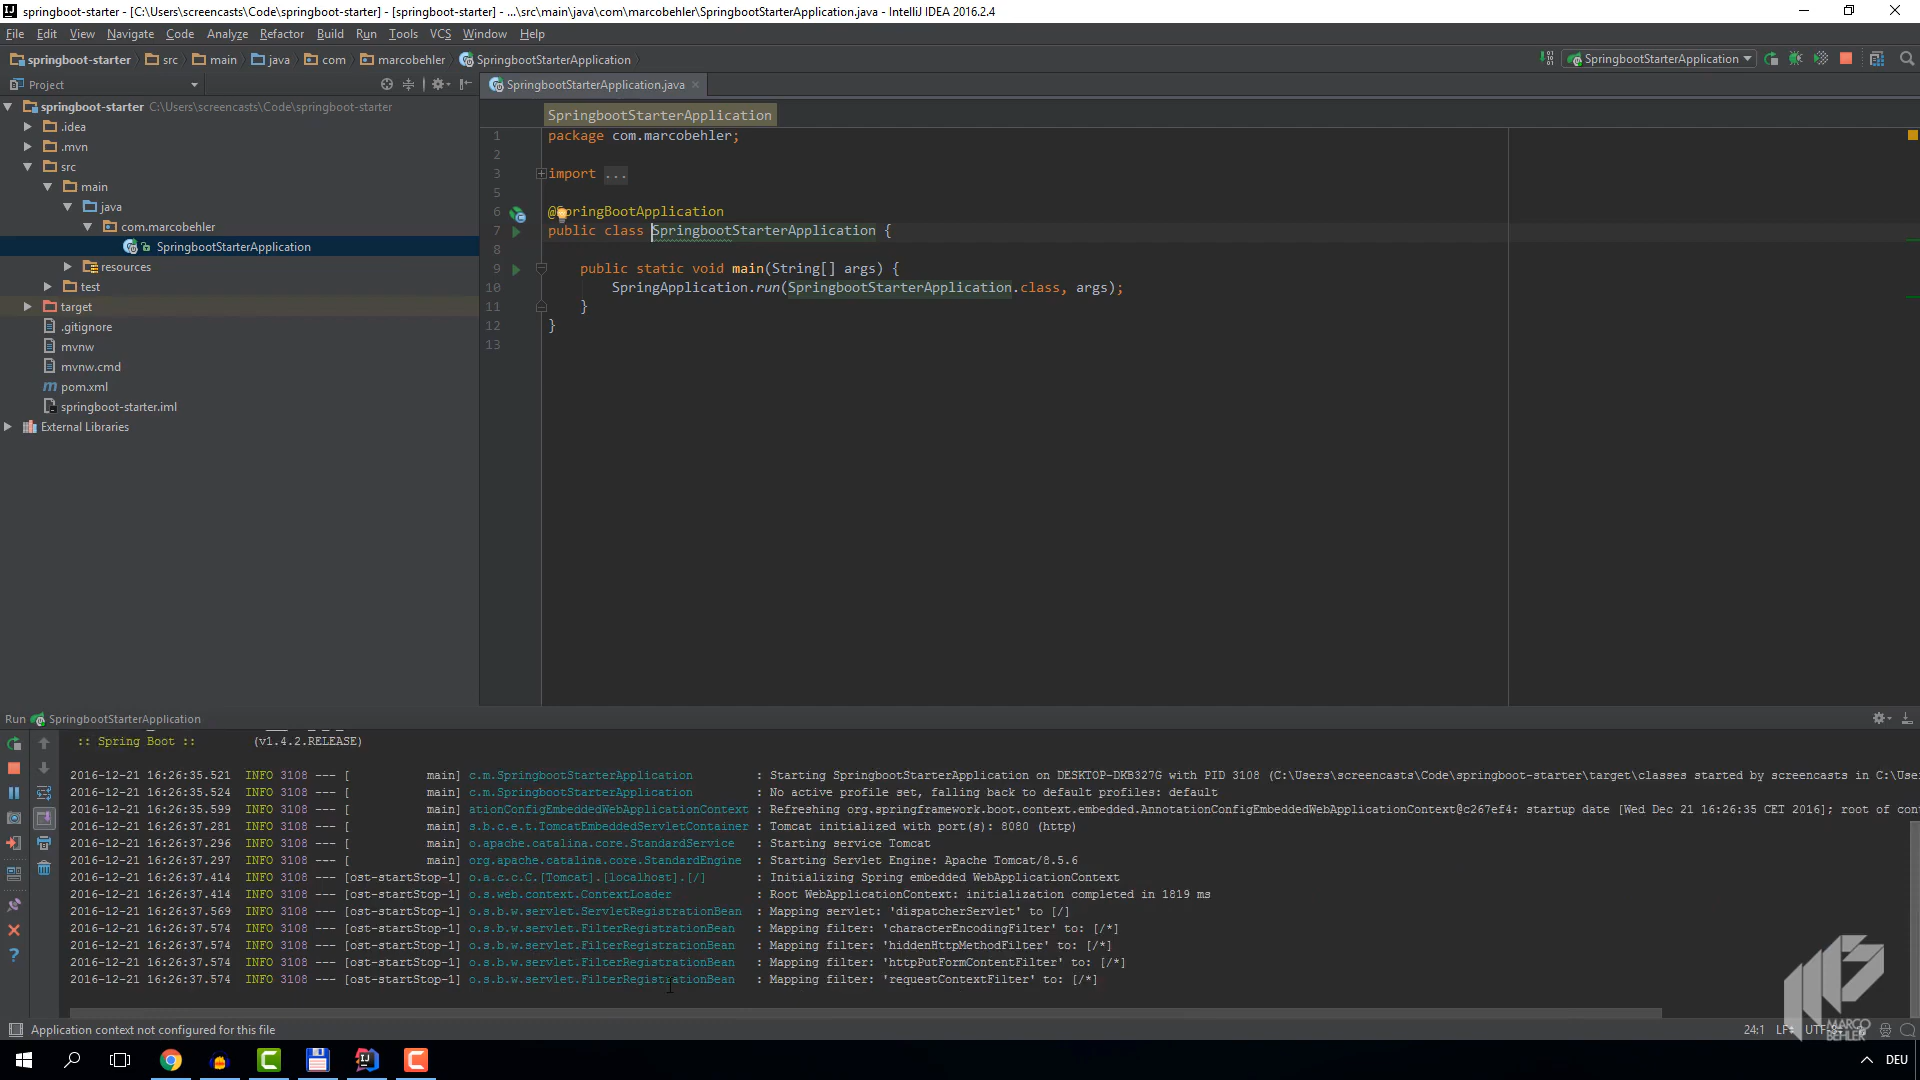 springboot-starter - [C:\Users\screencasts\Code\springboot-starter] - [springboot-starter] - ...\src\main\java\com\marcobehler\SpringbootStarterApplication.java - IntelliJ IDEA 2016.2.4
File Edit View Navigate Code Analyze Refactor Build Run Tools VCS Window Help
springboot-starter src main java com marcobehler SpringbootStarterApplication
SpringbootStarterApplication
Project
SpringbootStarterApplication.java
springboot-starter C:\Users\screencasts\Code\springboot-starter
.idea
.mvn
src
main
java
com.marcobehler
SpringbootStarterApplication
resources
test
target
.gitignore
mvnw
mvnw.cmd
pom.xml
springboot-starter.iml
External Libraries
SpringbootStarterApplication
1 package com.marcobehler;
2
3 import ...
5
6 @SpringBootApplication
7 public class SpringbootStarterApplication {
8
9 public static void main(String[] args) {
10 SpringApplication.run(SpringbootStarterApplication.class, args);
11 }
12 }
13
Run SpringbootStarterApplication
:: Spring Boot :: (v1.4.2.RELEASE)
2016-12-21 16:26:35.521 INFO 3108 --- [ main] c.m.SpringbootStarterApplication : Starting SpringbootStarterApplication on DESKTOP-DKB327G with PID 3108 (C:\Users\screencasts\Code\springboot-starter\target\classes started by screencasts in C:\Use
2016-12-21 16:26:35.524 INFO 3108 --- [ main] c.m.SpringbootStarterApplication : No active profile set, falling back to default profiles: default
2016-12-21 16:26:35.599 INFO 3108 --- [ main] ationConfigEmbeddedWebApplicationContext : Refreshing org.springframework.boot.context.embedded.AnnotationConfigEmbeddedWebApplicationContext@c267ef4: startup date [Wed Dec 21 16:26:35 CET 2016]; root of con
2016-12-21 16:26:37.281 INFO 3108 --- [ main] s.b.c.e.t.TomcatEmbeddedServletContainer : Tomcat initialized with port(s): 8080 (http)
2016-12-21 16:26:37.296 INFO 3108 --- [ main] o.apache.catalina.core.StandardService : Starting service Tomcat
2016-12-21 16:26:37.297 INFO 3108 --- [ main] org.apache.catalina.core.StandardEngine : Starting Servlet Engine: Apache Tomcat/8.5.6
2016-12-21 16:26:37.414 INFO 3108 --- [ost-startStop-1] o.a.c.c.C.[Tomcat].[localhost].[/] : Initializing Spring embedded WebApplicationContext
2016-12-21 16:26:37.414 INFO 3108 --- [ost-startStop-1] o.s.web.context.ContextLoader : Root WebApplicationContext: initialization completed in 1819 ms
2016-12-21 16:26:37.569 INFO 3108 --- [ost-startStop-1] o.s.b.w.servlet.ServletRegistrationBean : Mapping servlet: 'dispatcherServlet' to [/]
2016-12-21 16:26:37.574 INFO 3108 --- [ost-startStop-1] o.s.b.w.servlet.FilterRegistrationBean : Mapping filter: 'characterEncodingFilter' to: [/*]
2016-12-21 16:26:37.574 INFO 3108 --- [ost-startStop-1] o.s.b.w.servlet.FilterRegistrationBean : Mapping filter: 'hiddenHttpMethodFilter' to: [/*]
2016-12-21 16:26:37.574 INFO 3108 --- [ost-startStop-1] o.s.b.w.servlet.FilterRegistrationBean : Mapping filter: 'httpPutFormContentFilter' to: [/*]
2016-12-21 16:26:37.574 INFO 3108 --- [ost-startStop-1] o.s.b.w.servlet.FilterRegistrationBean : Mapping filter: 'requestContextFilter' to: [/*]
Application context not configured for this file
24:1 LF UTF-8
MARCO
BEHLER
DEU